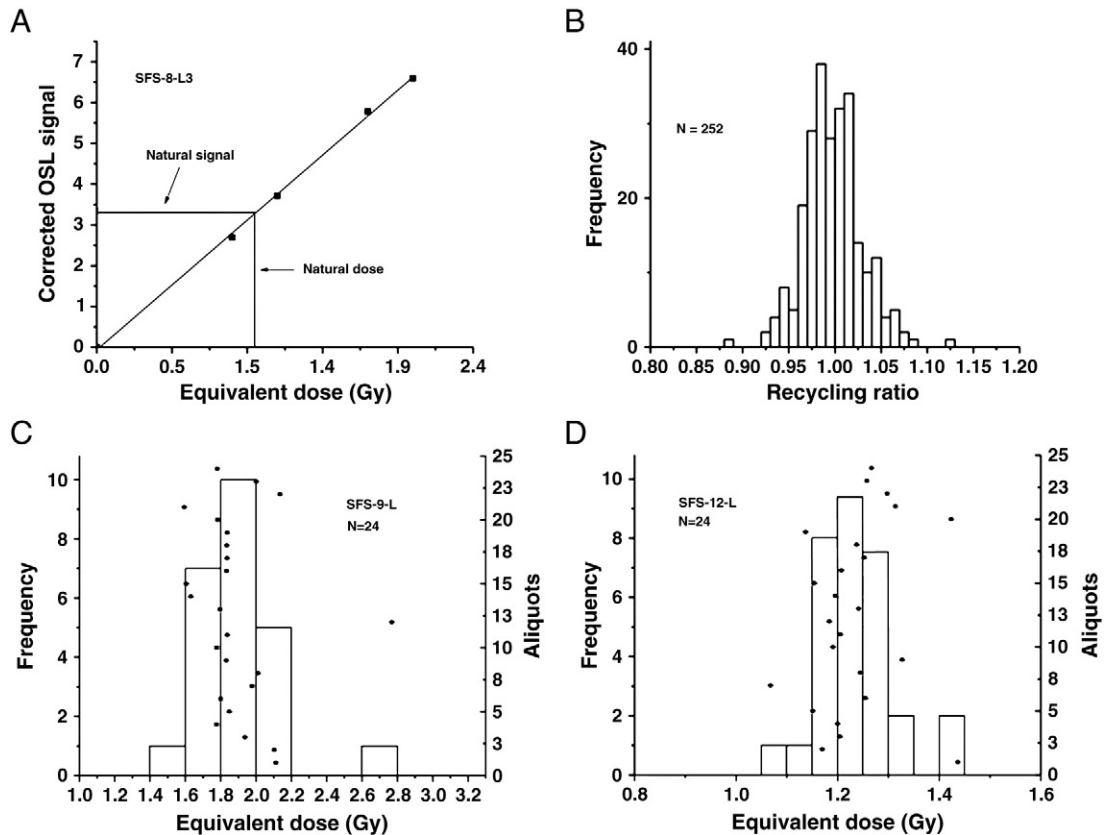 A
SFS-8-L3
Natural signal
Natural dose
Corrected OSL signal
7
6
5
4
3
2
1
0
0.0 0.5 1.5 1.4 1.5 2.2 2.4
Equivalent dose (Gy)
B
N = 252
Frequency
40
20
0
0.80 0.85 0.90 0.95 1.00 1.05 1.10 1.15 1.20
Recycling ratio
C
SFS-9-L
N=24
Frequency
10
8
6
4
2
0
Aliquots
25
23
20
18
15
13
10
8
5
3
0
1.0 1.2 1.4 1.6 1.8 2.0 2.2 2.4 2.6 2.8 3.0 3.2
Equivalent dose (Gy)
D
SFS-12-L
N=24
Frequency
10
8
6
4
2
0
Aliquots
25
23
20
18
15
13
10
8
5
3
0
0.8 1.0 1.2 1.4 1.6
Equivalent dose (Gy)